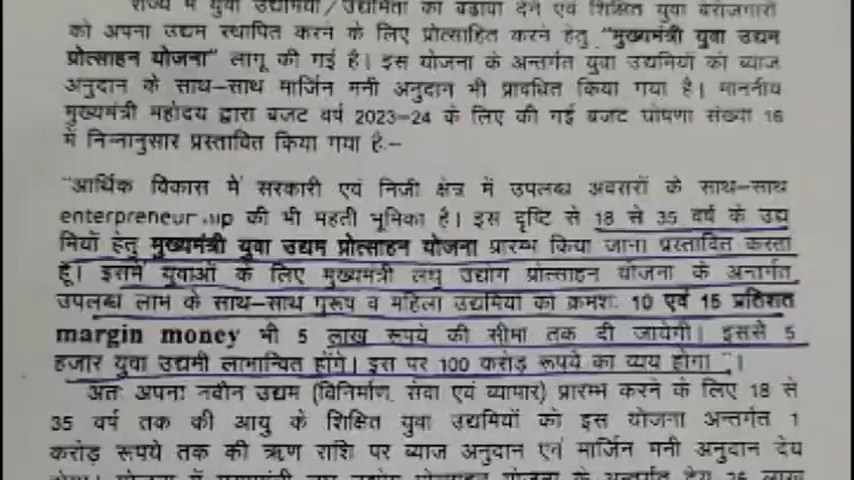 राज्य में युवा उद्यमियों/उद्यमिता को बढावा देने एवं शिक्षित युवा बेरोजगारों
को अपना उद्यम स्थापित करने के लिए प्रोत्साहित करने हेतु "मुख्यमंत्री युवा उद्यम
प्रोत्साहन योजना" लागू की गई है। इस योजना के अन्तर्गत युवा उद्यमियों को ब्याज
अनुदान के साथ-साथ मार्जिन मनी अनुदान भी प्रावधित किया गया है। माननीय
मुख्यमंत्री महोदय द्वारा बजट वर्ष 2023-24 के लिए की गई बजट घोषणा संख्या 16
में निम्नानुसार प्रस्तावित किया गया है:-
"आर्थिक विकास में सरकारी एवं निजी क्षेत्र में उपलब्ध अवसरों के साथ-साथ
की भी महती भूमिका है। इस दृष्टि से 18 से 35 वर्ष के उद्य
मियों हेतु मुख्यमंत्री युवा उद्यम प्रोत्साहन योजना प्रारम्भ किया जाना प्रस्तावित करता
हूँ। इसमें युवाओं के लिए मुख्यमंत्री लघु उद्योग प्रोत्साहन योजना के अन्तर्गत
उपलब्ध लाभ के साथ-साथ पुरूष व महिला उद्यमियों को क्रमशः 10 एवं 15 प्रतिशत
margin money भी 5 लाख रूपये की सीमा तक दी जायेगी। इससे 5
हजार युवा उद्यमी लाभान्वित होंगे। इस पर 100 करोड़ रूपये का व्यय होगा"।
अतः अपना नवीन उद्यम (विनिर्माण, सेवा एवं व्यापार) प्रारम्भ करने के लिए 18 से
35 वर्ष तक की आयु के शिक्षित युवा उद्यमियों को इस योजना अन्तर्गत 1
करोड़ रूपये तक की ऋण राशि पर ब्याज अनुदान एवं मार्जिन मनी अनुदान देय